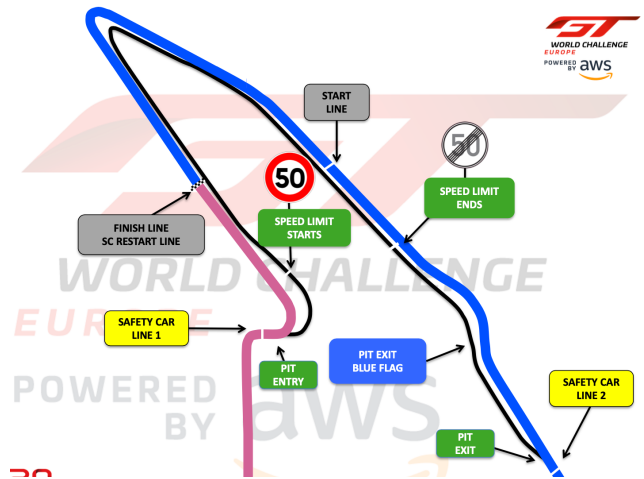 GT
WORLD CHALLENGE
EUROPE
POWERED
BY aws
START
LINE
50
50
SPEED LIMIT
ENDS
FINISH LINE
SC RESTART LINE
SPEED LIMIT
STARTS
WORLD CHALLENGE
EUROPE
SAFETY CAR
LINE 1
PIT
ENTRY
PIT EXIT
BLUE FLAG
SAFETY CAR
LINE 2
POWERED
BY aws
PIT
EXIT